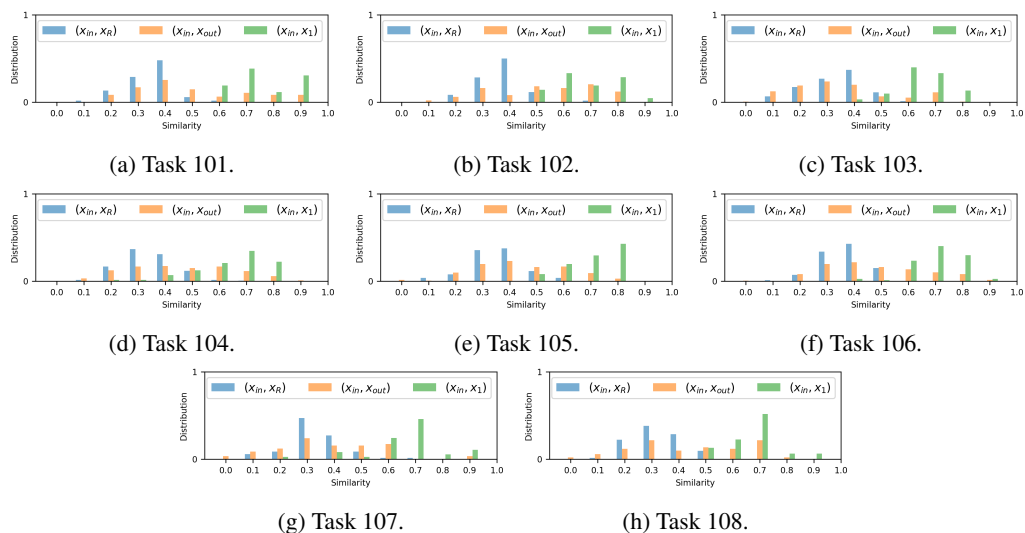 1
(x_in, x_R) (x_in, x_out) (x_in, x_1)
Distribution
0
0.0 0.1 0.2 0.3 0.4 0.5 0.6 0.7 0.8 0.9 1.0
Similarity
(a) Task 101.
1
(x_in, x_R) (x_in, x_out) (x_in, x_1)
Distribution
0
0.0 0.1 0.2 0.3 0.4 0.5 0.6 0.7 0.8 0.9 1.0
Similarity
(b) Task 102.
1
(x_in, x_R) (x_in, x_out) (x_in, x_1)
Distribution
0
0.0 0.1 0.2 0.3 0.4 0.5 0.6 0.7 0.8 0.9 1.0
Similarity
(c) Task 103.
1
(x_in, x_R) (x_in, x_out) (x_in, x_1)
Distribution
0
0.0 0.1 0.2 0.3 0.4 0.5 0.6 0.7 0.8 0.9 1.0
Similarity
(d) Task 104.
1
(x_in, x_R) (x_in, x_out) (x_in, x_1)
Distribution
0
0.0 0.1 0.2 0.3 0.4 0.5 0.6 0.7 0.8 0.9 1.0
Similarity
(e) Task 105.
1
(x_in, x_R) (x_in, x_out) (x_in, x_1)
Distribution
0
0.0 0.1 0.2 0.3 0.4 0.5 0.6 0.7 0.8 0.9 1.0
Similarity
(f) Task 106.
1
(x_in, x_R) (x_in, x_out) (x_in, x_1)
Distribution
0
0.0 0.1 0.2 0.3 0.4 0.5 0.6 0.7 0.8 0.9 1.0
Similarity
(g) Task 107.
1
(x_in, x_R) (x_in, x_out) (x_in, x_1)
Distribution
0
0.0 0.1 0.2 0.3 0.4 0.5 0.6 0.7 0.8 0.9 1.0
Similarity
(h) Task 108.